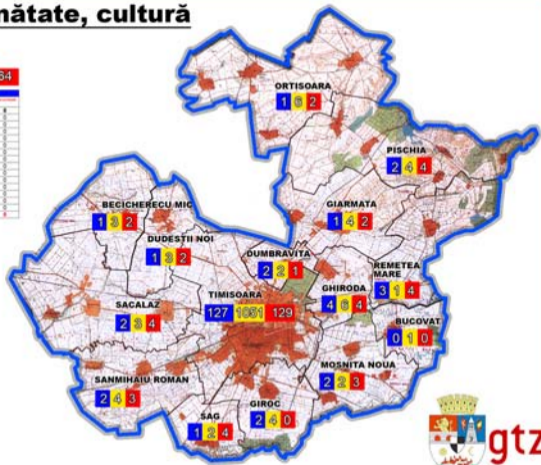 nătate, cultură
64
ORTISOARA
1 6 2
PISCHIA
2 4 4
BECICHERECU MIC
1 3 2
GIARMATA
1 4 2
DUDESTII NOI
1 3 2
DUMBRAVITA
2 2 1
REMETEA MARE
3 1 4
GHIRODA
4 6 4
TIMISOARA
127 1051 129
SACALAZ
2 3 4
BUCOVAT
0 1 0
MOSNITA NOUA
2 2 3
SANMIHAIU ROMAN
2 4 3
GIROC
2 4 0
SAG
1 2 4
gtz